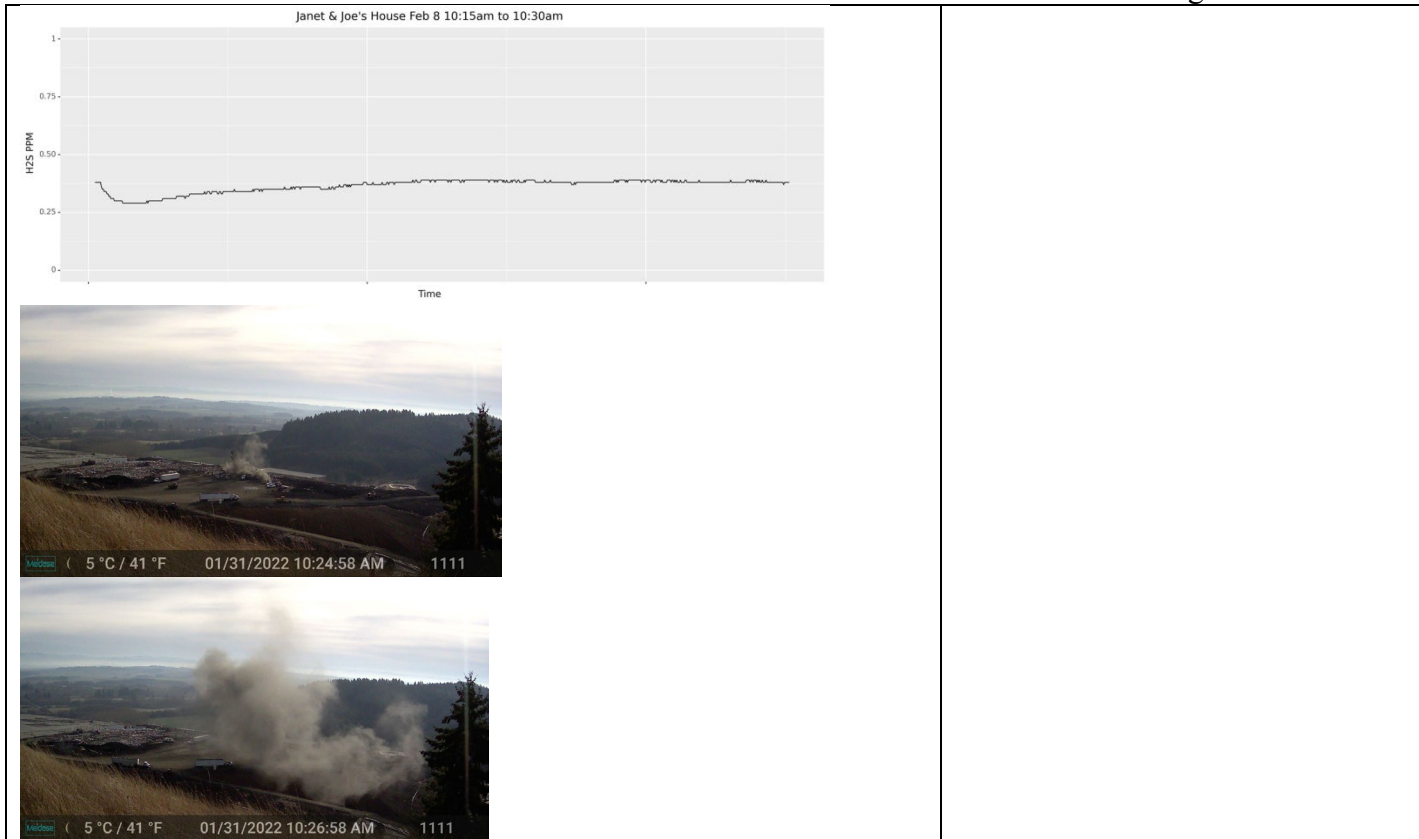 Janet & Joe's House Feb 8 10:15am to 10:30am
1
0.75
0.50
0.25
0
H2S PPM
Time
Meidase ( 5 °C / 41 °F 01/31/2022 10:24:58 AM 1111
Meidase ( 5 °C / 41 °F 01/31/2022 10:26:58 AM 1111